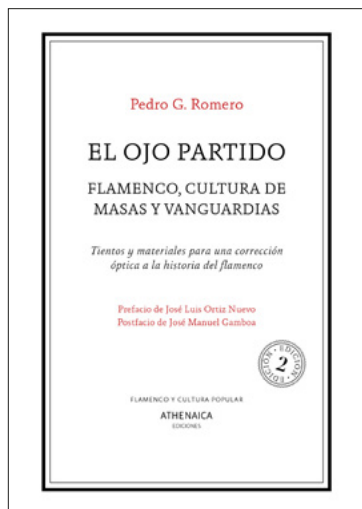 Pedro G. Romero
EL OJO PARTIDO
FLAMENCO, CULTURA DE
MASAS Y VANGUARDIAS
Tientos y materiales para una corrección
óptica a la historia del flamenco
Prefacio de José Luis Ortiz Nuevo
Postfacio de José Manuel Gamboa
EDICIÓN · EDICIÓN ·
2
FLAMENCO Y CULTURA POPULAR
ATHENAICA
EDICIONES